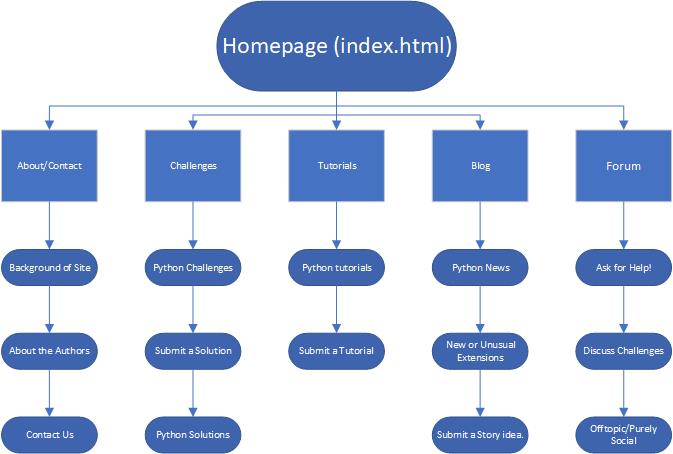 Homepage (index.html)
About/Contact
Challenges
Tutorials
Blog
Forum
Background of Site
Python Challenges
Python tutorials
Python News
Ask for Help!
About the Authors
Submit a Solution
Submit a Tutorial
New or Unusual
Extensions
Discuss Challenges
Contact Us
Python Solutions
Submit a Story idea.
Offtopic/Purely
Social